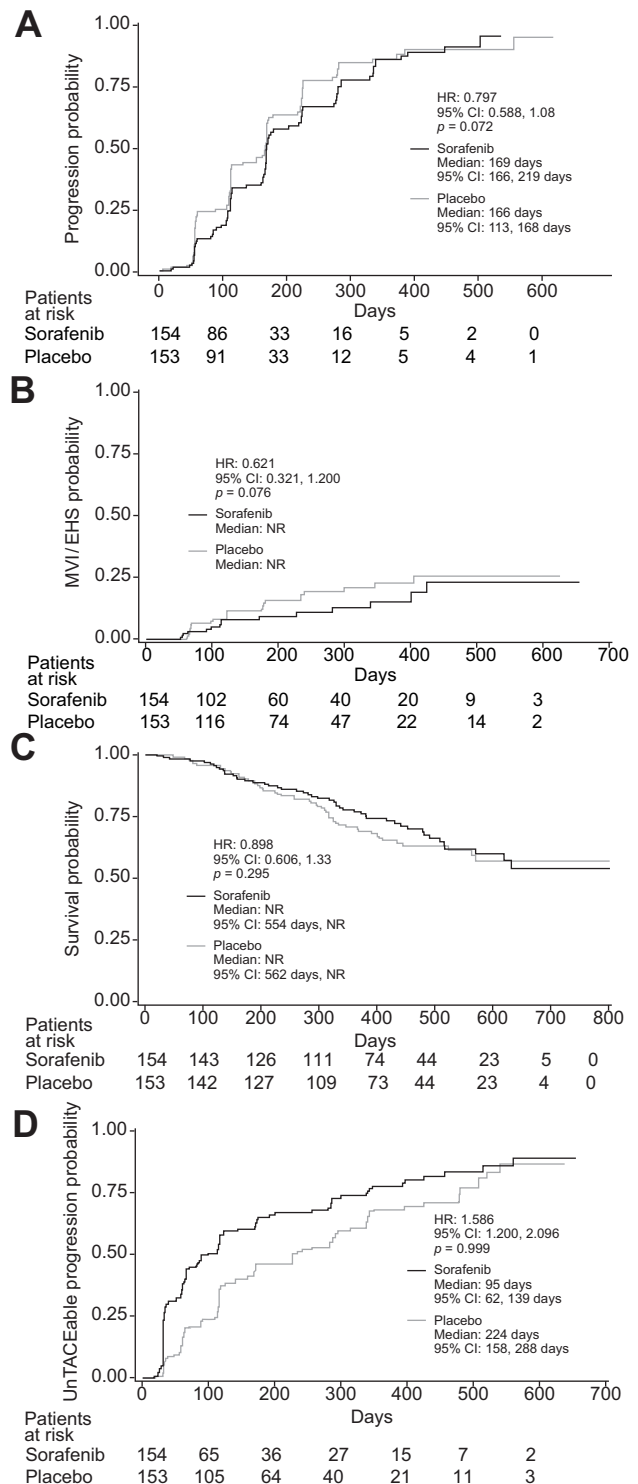 A
Progression probability
1.00
0.75
0.50
0.25
0.00
HR: 0.797
95% CI: 0.588, 1.08
p = 0.072
Sorafenib
Median: 169 days
95% CI: 166, 219 days
Placebo
Median: 166 days
95% CI: 113, 168 days
0 100 200 300 400 500 600
Days
Patients
at risk
Sorafenib 154 86 33 16 5 2 0
Placebo 153 91 33 12 5 4 1
B
MVI/EHS probability
1.00
0.75
0.50
0.25
0.00
HR: 0.621
95% CI: 0.321, 1.200
p = 0.076
Sorafenib
Median: NR
Placebo
Median: NR
0 100 200 300 400 500 600 700
Days
Patients
at risk
Sorafenib 154 102 60 40 20 9 3
Placebo 153 116 74 47 22 14 2
C
Survival probability
1.00
0.75
0.50
0.25
0.00
HR: 0.898
95% CI: 0.606, 1.33
p = 0.295
Sorafenib
Median: NR
95% CI: 554 days, NR
Placebo
Median: NR
95% CI: 562 days, NR
0 100 200 300 400 500 600 700 800
Days
Patients
at risk
Sorafenib 154 143 126 111 74 44 23 5 0
Placebo 153 142 127 109 73 44 23 4 0
D
UnTACEable progression probability
1.00
0.75
0.50
0.25
0.00
HR: 1.586
95% CI: 1.200, 2.096
p = 0.999
Sorafenib
Median: 95 days
95% CI: 62, 139 days
Placebo
Median: 224 days
95% CI: 158, 288 days
0 100 200 300 400 500 600 700
Days
Patients
at risk
Sorafenib 154 65 36 27 15 7 2
Placebo 153 105 64 40 21 11 3